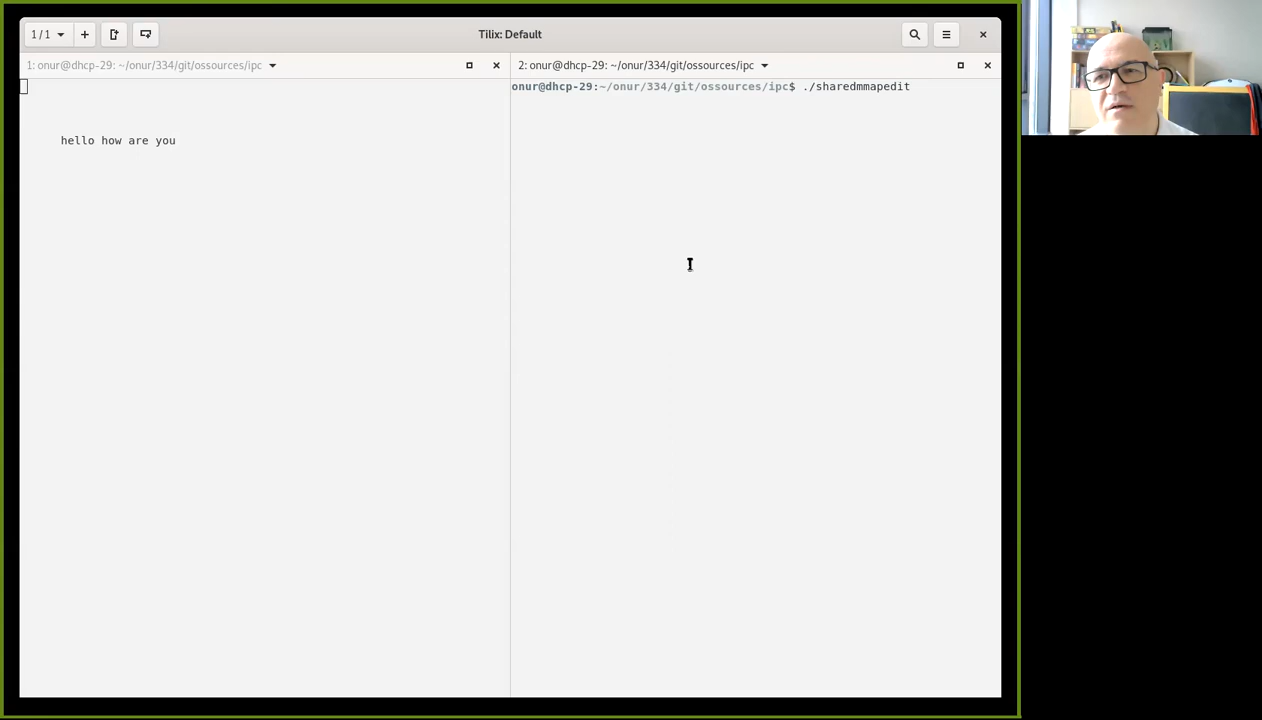 1 / 1
Tilix: Default
1: onur@dhcp-29: ~/onur/334/git/ossources/ipc
2: onur@dhcp-29: ~/onur/334/git/ossources/ipc
hello how are you
onur@dhcp-29:~/onur/334/git/ossources/ipc$ ./sharedmmapedit